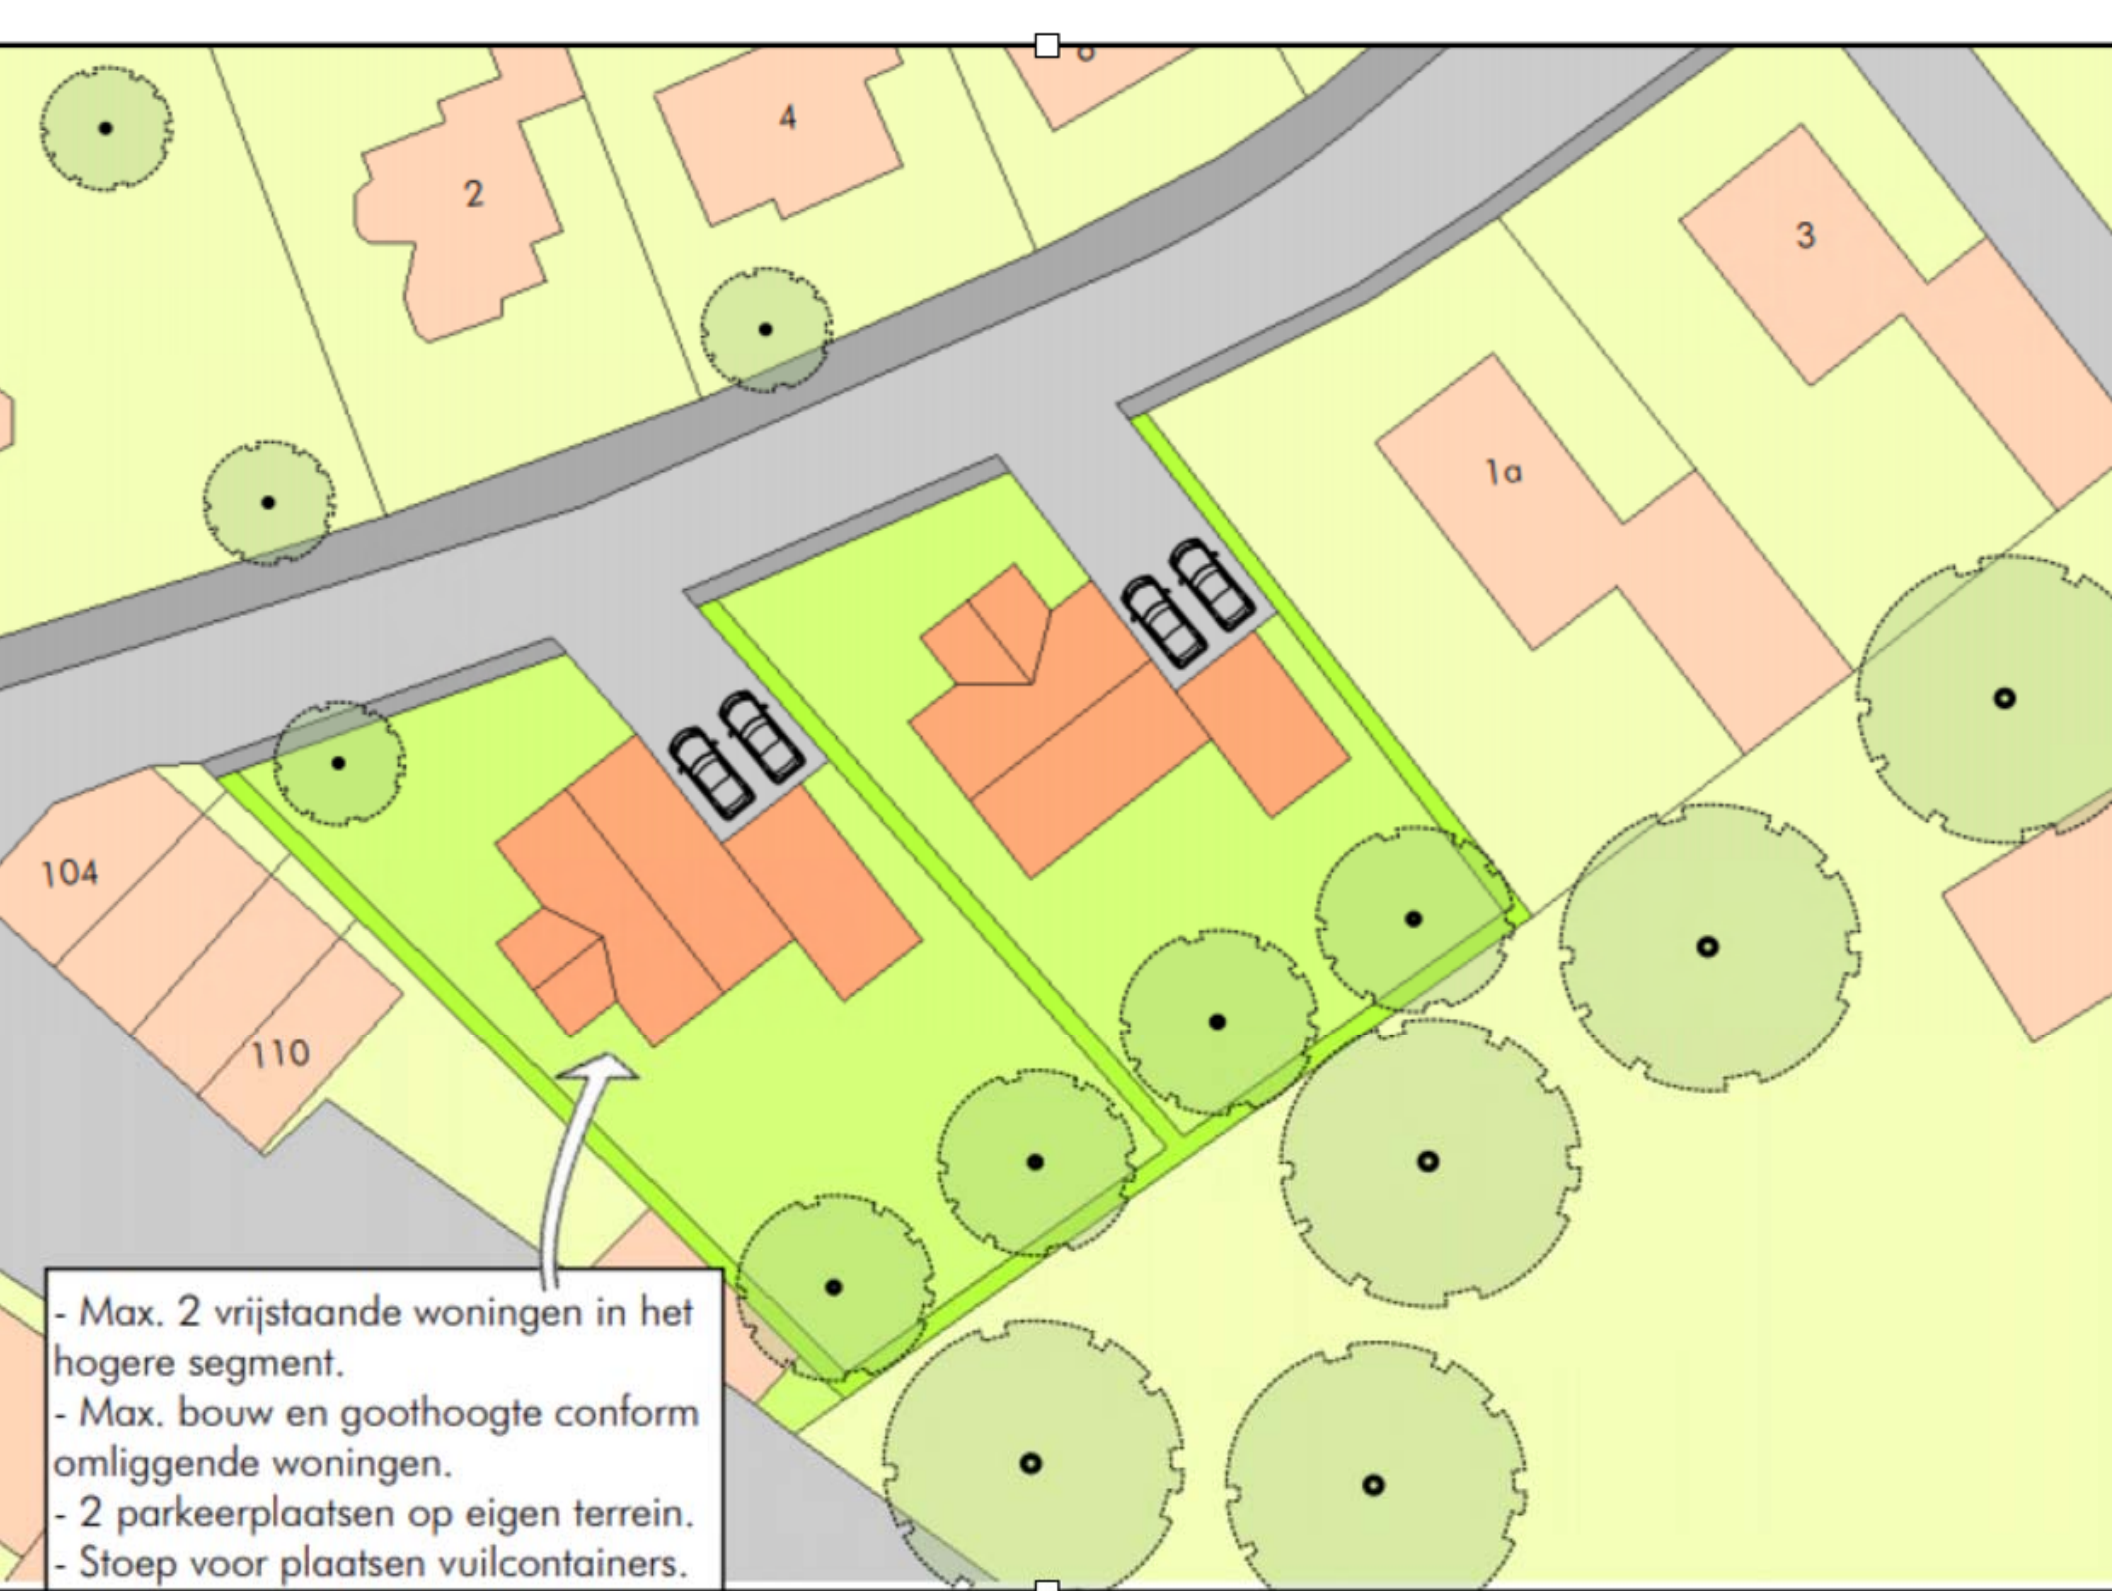 6
4
2
3
1a
104
110
- Max. 2 vrijstaande woningen in het
hogere segment.
- Max. bouw en goothoogte conform
omliggende woningen.
- 2 parkeerplaatsen op eigen terrein.
- Stoep voor plaatsen vuilcontainers.